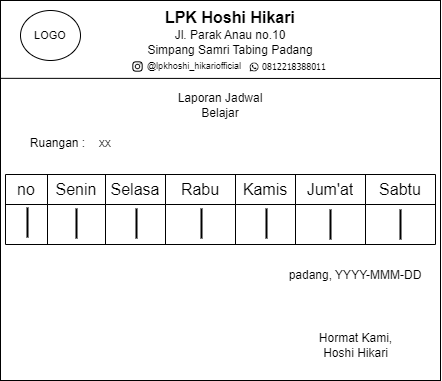 LOGO
LPK Hoshi Hikari
Jl. Parak Anau no.10
Simpang Samri Tabing Padang
@lpkhoshi_hikariofficial 0812218388011
Laporan Jadwal
Belajar
Ruangan : xx
no Senin Selasa Rabu Kamis Jum'at Sabtu
padang, YYYY-MMM-DD
Hormat Kami,
Hoshi Hikari